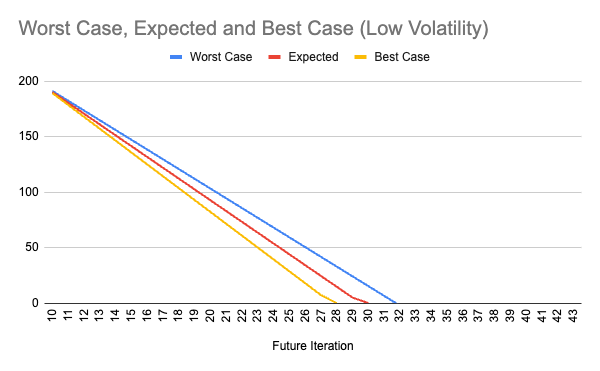 Worst Case, Expected and Best Case (Low Volatility)
Worst Case Expected Best Case
200
150
100
50
0
10 11 12 13 14 15 16 17 18 19 20 21 22 23 24 25 26 27 28 29 30 31 32 33 34 35 36 37 38 39 40 41 42 43
Future Iteration